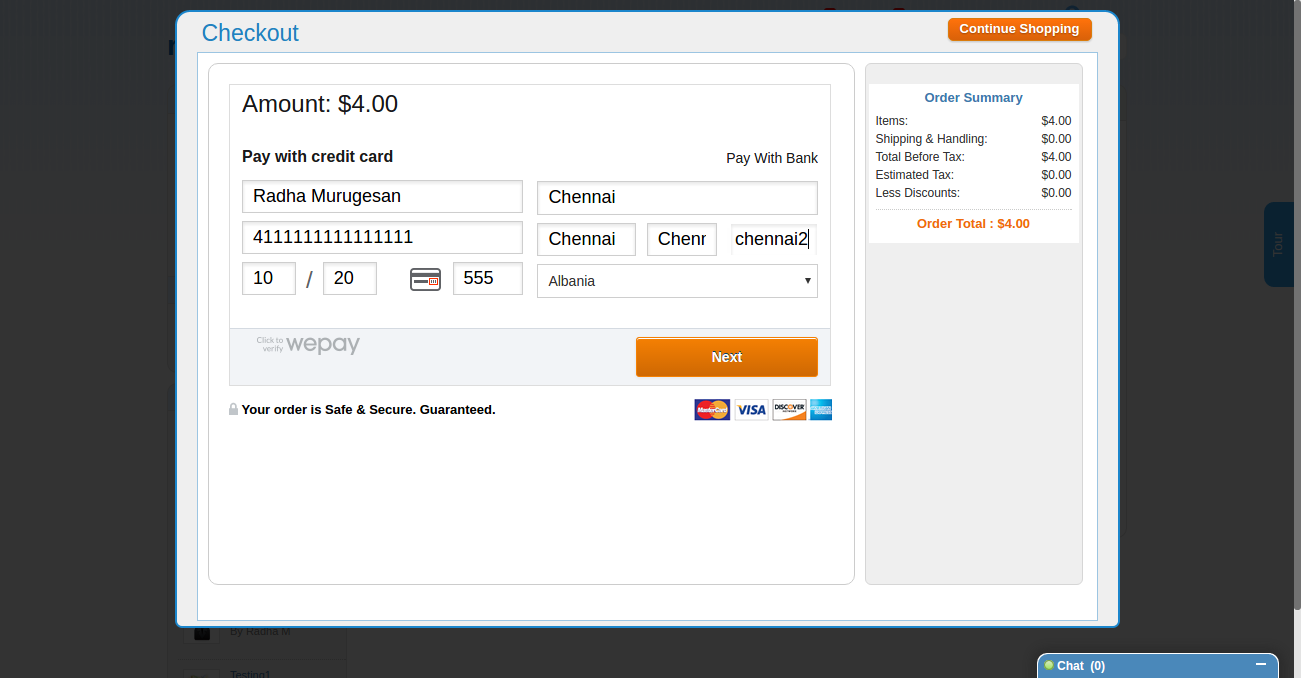 Checkout
Continue Shopping
Amount: $4.00
Pay with credit card
Pay With Bank
Radha Murugesan
Chennai
4111111111111111
Chennai
Chenr
chennai2
10 / 20
555
Albania
Click to verify wepay
Next
Your order is Safe & Secure. Guaranteed.
MasterCard
VISA
DISCOVER
Order Summary
Items: $4.00
Shipping & Handling: $0.00
Total Before Tax: $4.00
Estimated Tax: $0.00
Less Discounts: $0.00
Order Total : $4.00
Tour
By Radha M
Testing1
Chat (0)